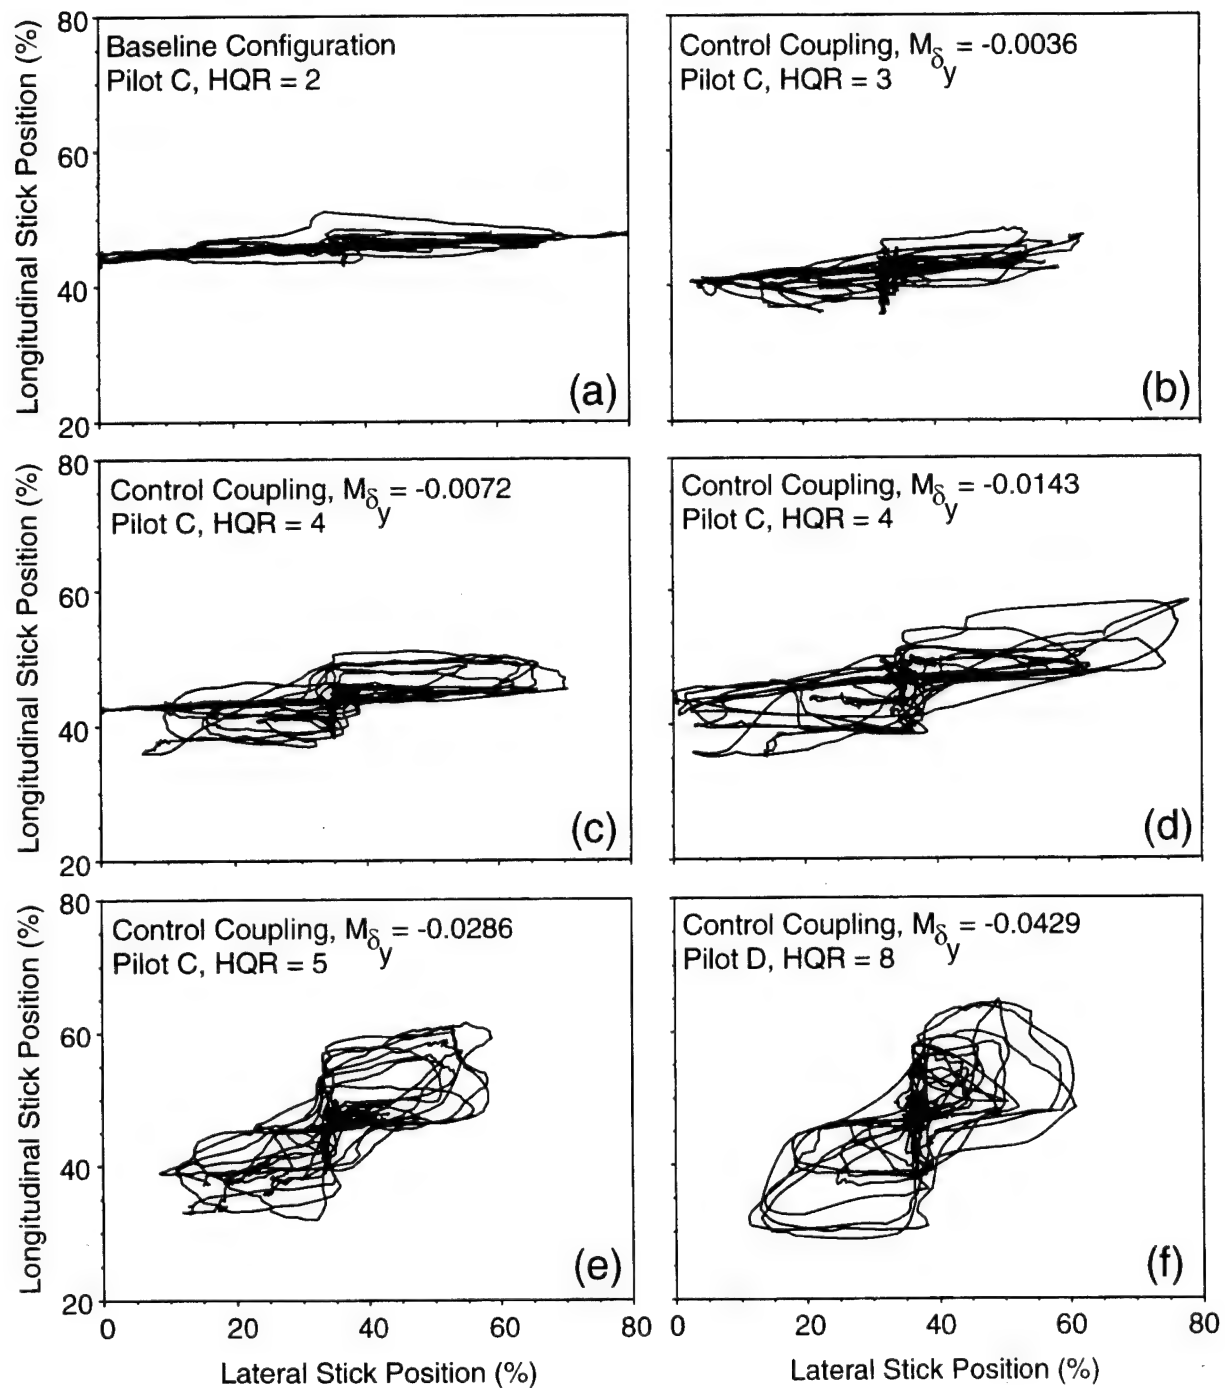 80
60
40
20
Longitudinal Stick Position (%)
Baseline Configuration
Pilot C, HQR = 2
(a)
Control Coupling, Mδy = -0.0036
Pilot C, HQR = 3
(b)
80
60
40
20
Longitudinal Stick Position (%)
Control Coupling, Mδy = -0.0072
Pilot C, HQR = 4
(c)
Control Coupling, Mδy = -0.0143
Pilot C, HQR = 4
(d)
80
60
40
20
Longitudinal Stick Position (%)
Control Coupling, Mδy = -0.0286
Pilot C, HQR = 5
(e)
0 20 40 60 80
Lateral Stick Position (%)
Control Coupling, Mδy = -0.0429
Pilot D, HQR = 8
(f)
0 20 40 60 80
Lateral Stick Position (%)